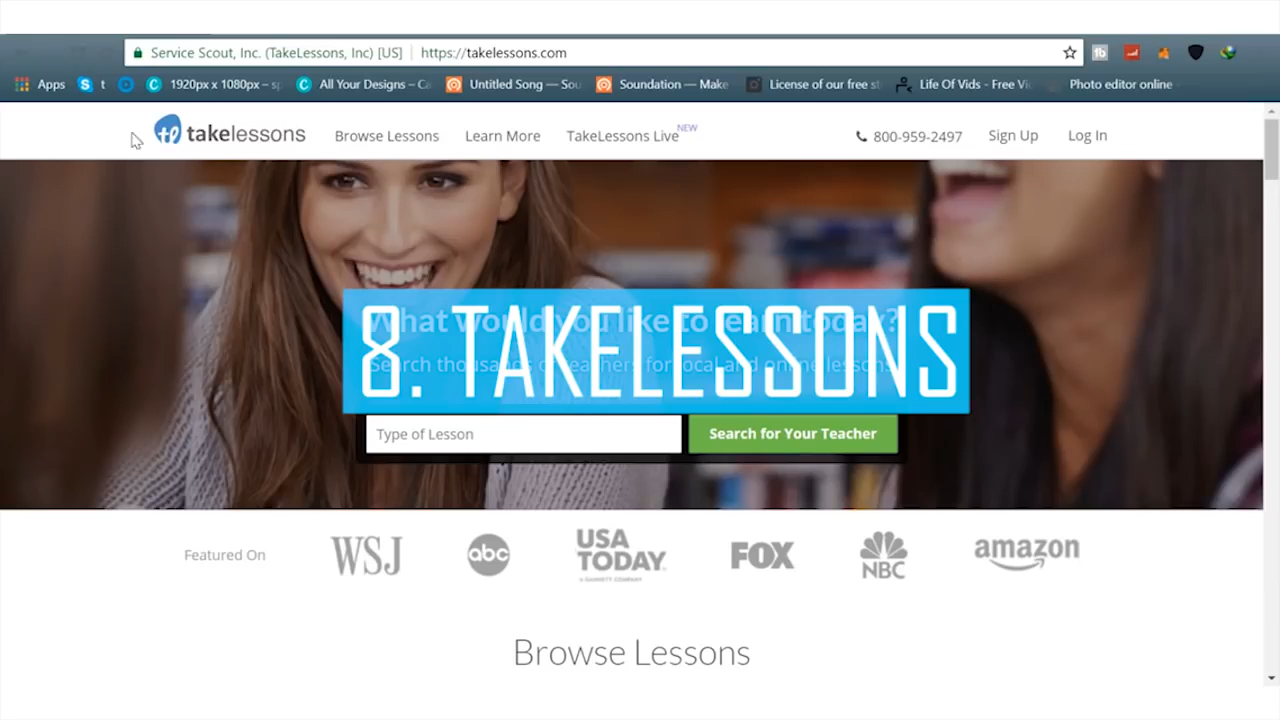 Service Scout, Inc. (TakeLessons, Inc) [US] https://takelessons.com
Apps t 1920px x 1080px – sp All Your Designs – Ca Untitled Song — Sou Soundation — Make License of our free st Life Of Vids - Free Vi Photo editor online
takelessons Browse Lessons Learn More TakeLessons Live NEW 800-959-2497 Sign Up Log In
What would you like to learn today?
8. TAKELESSONS
Search thousands of teachers for local and online lessons
Type of Lesson Search for Your Teacher
Featured On WSJ abc USA TODAY FOX NBC amazon
A GANNETT COMPANY
Browse Lessons